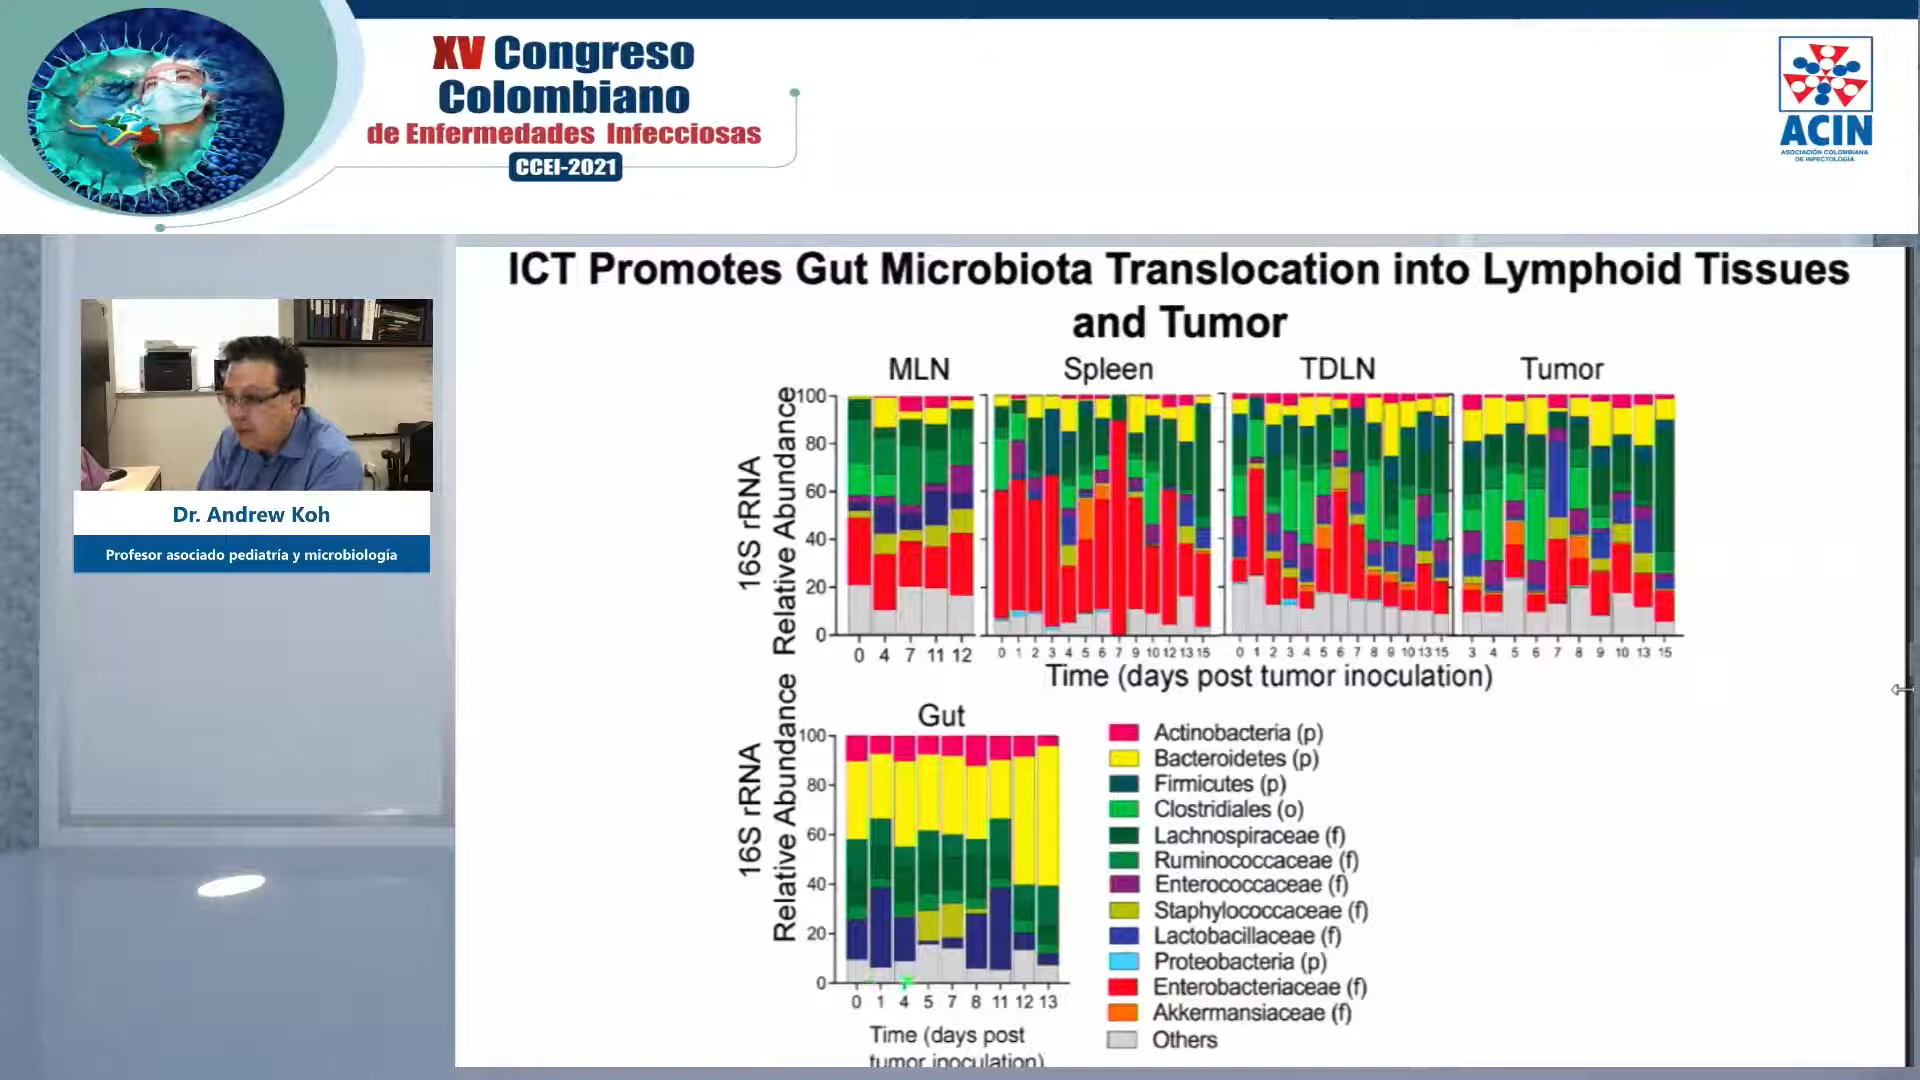 XV Congreso
Colombiano
de Enfermedades Infecciosas
CCEI-2021
ACIN
ASOCIACIÓN COLOMBIANA
DE INFECTOLOGÍA
Dr. Andrew Koh
Profesor asociado pediatría y microbiología
ICT Promotes Gut Microbiota Translocation into Lymphoid Tissues
and Tumor
MLN Spleen TDLN Tumor
16S rRNA
Relative Abundance
100
80
60
40
20
0
0 4 7 11 12
0 1 2 3 4 5 6 7 9 10 12 13 15
0 1 2 3 4 5 6 7 8 9 10 13 15
3 4 5 6 7 8 9 10 13 15
Time (days post tumor inoculation)
Gut
16S rRNA
Relative Abundance
100
80
60
40
20
0
0 1 4 5 7 8 11 12 13
Time (days post
tumor inoculation)
Actinobacteria (p)
Bacteroidetes (p)
Firmicutes (p)
Clostridiales (o)
Lachnospiraceae (f)
Ruminococcaceae (f)
Enterococcaceae (f)
Staphylococcaceae (f)
Lactobacillaceae (f)
Proteobacteria (p)
Enterobacteriaceae (f)
Akkermansiaceae (f)
Others